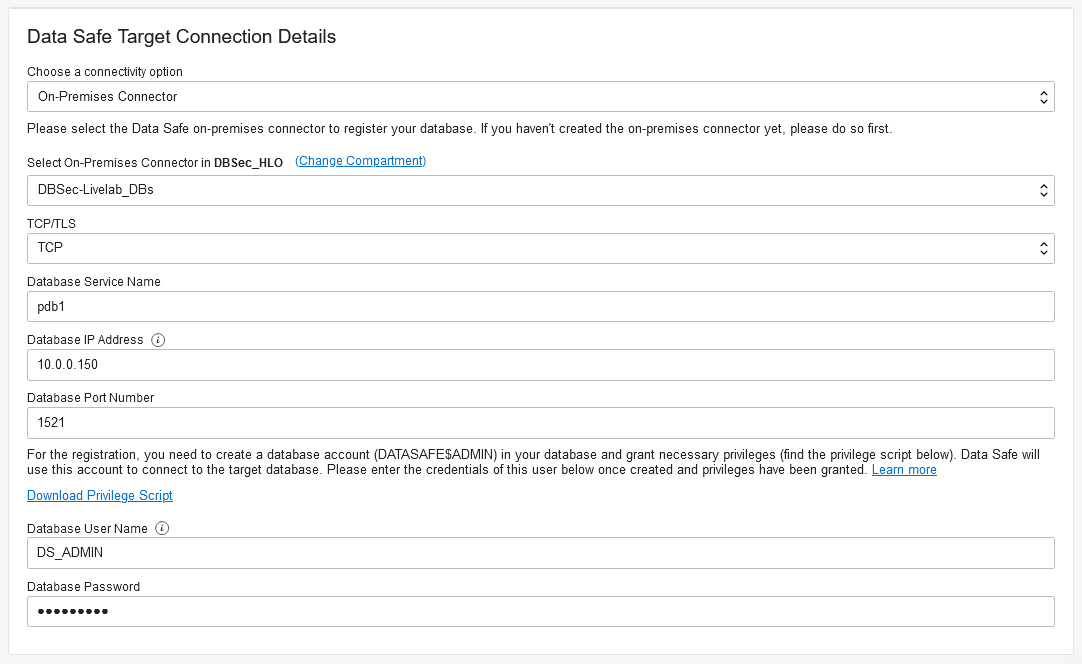 Data Safe Target Connection Details
Choose a connectivity option
On-Premises Connector
Please select the Data Safe on-premises connector to register your database. If you haven't created the on-premises connector yet, please do so first.
Select On-Premises Connector in DBSec_HLO (Change Compartment)
DBSec-Livelab_DBs
TCP/TLS
TCP
Database Service Name
pdb1
Database IP Address
10.0.0.150
Database Port Number
1521
For the registration, you need to create a database account (DATASAFE$ADMIN) in your database and grant necessary privileges (find the privilege script below). Data Safe will
use this account to connect to the target database. Please enter the credentials of this user below once created and privileges have been granted. Learn more
Download Privilege Script
Database User Name
DS_ADMIN
Database Password
•••••••••